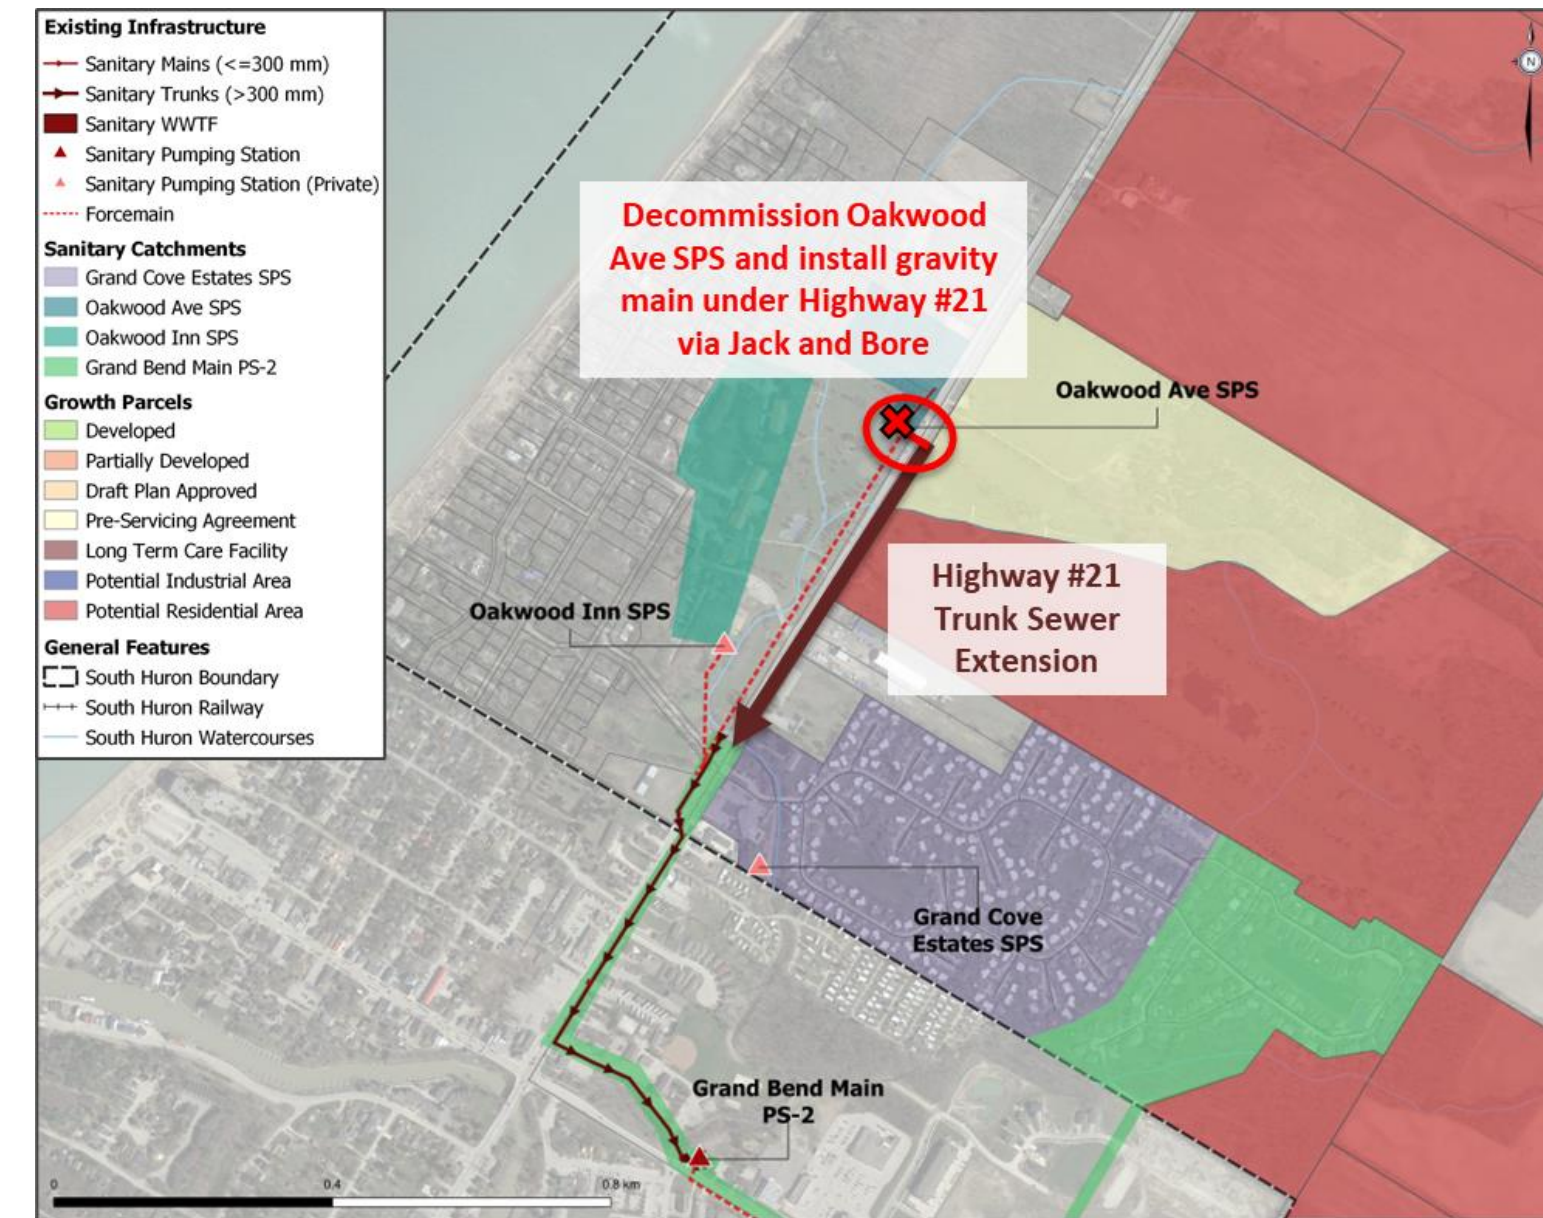 Existing Infrastructure
Sanitary Mains (<=300 mm)
Sanitary Trunks (>300 mm)
Sanitary WWTF
Sanitary Pumping Station
Sanitary Pumping Station (Private)
Forcemain
Sanitary Catchments
Grand Cove Estates SPS
Oakwood Ave SPS
Oakwood Inn SPS
Grand Bend Main PS-2
Growth Parcels
Developed
Partially Developed
Draft Plan Approved
Pre-Servicing Agreement
Long Term Care Facility
Potential Industrial Area
Potential Residential Area
General Features
South Huron Boundary
South Huron Railway
South Huron Watercourses
N
Decommission Oakwood
Ave SPS and install gravity
main under Highway #21
via Jack and Bore
Oakwood Ave SPS
Highway #21
Trunk Sewer
Extension
Oakwood Inn SPS
Grand Cove
Estates SPS
Grand Bend Main
PS-2
0 0.4 0.8 km